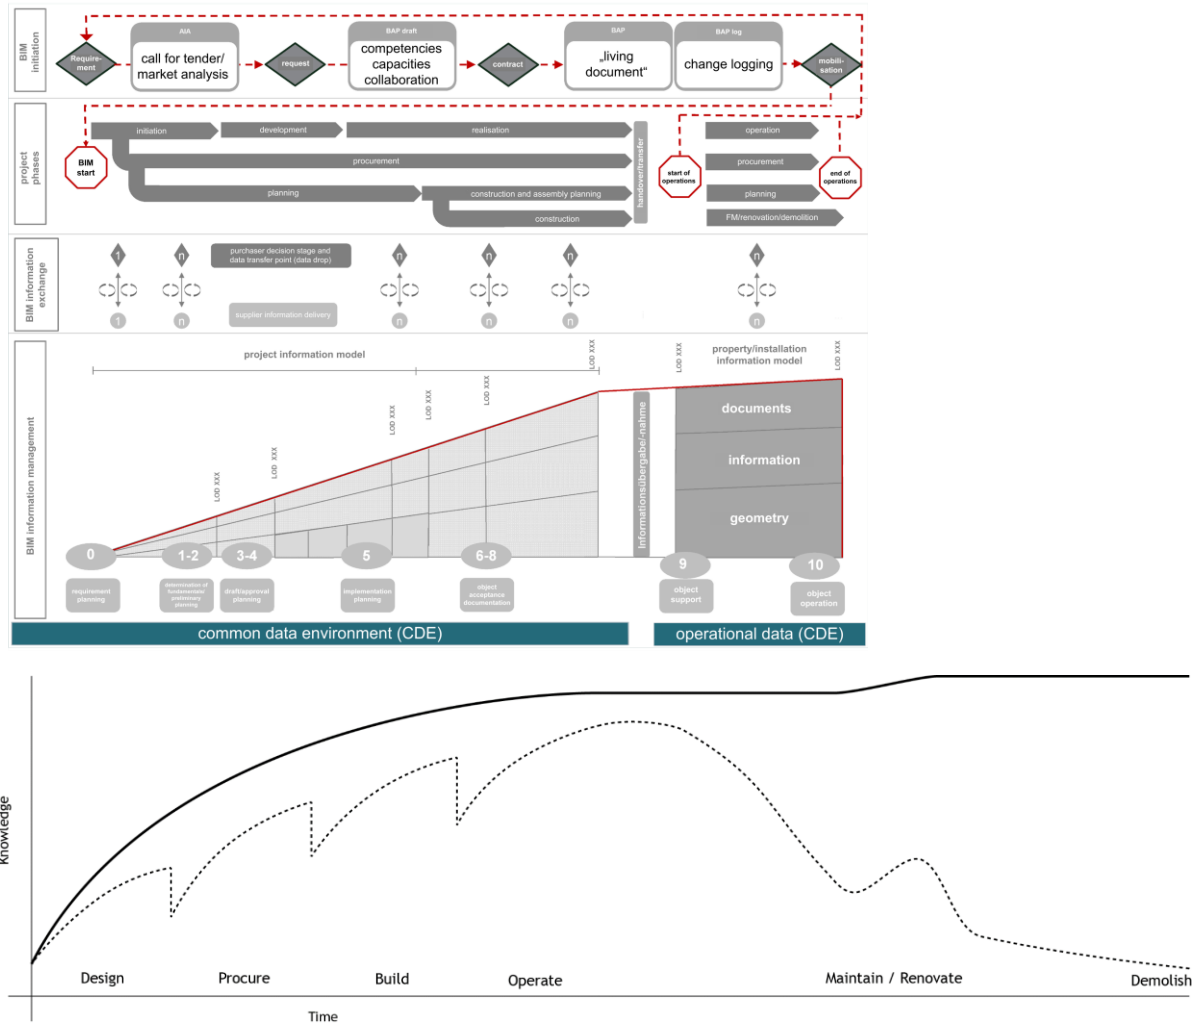 BIM
initiation
Require-
ment
AIA
call for tender/
market analysis
request
BAP draft
competencies
capacities
collaboration
contract
BAP
„living
document“
BAP log
change logging
mobili-
sation
project
phases
BIM
start
initiation
development
realisation
procurement
planning
construction and assembly planning
construction
handover/transfer
start of
operations
operation
procurement
planning
FM/renovation/demolition
end of
operations
BIM information
exchange
1
n
purchaser decision stage and
data transfer point (data drop)
n
n
n
n
1
n
supplier information delivery
n
n
n
n
BIM information management
project information model
LOD XXX
LOD XXX
LOD XXX
LOD XXX
LOD XXX
LOD XXX
LOD XXX
property/installation
information model
LOD XXX
documents
information
geometry
Informationsübergabe/-nahme
0
1-2
3-4
5
6-8
9
10
requirement
planning
determination of
fundamentals/
preliminary
planning
draft/approval
planning
implementation
planning
object
acceptance
documentation
object
support
object
operation
common data environment (CDE)
operational data (CDE)
Knowledge
Design
Procure
Build
Operate
Maintain / Renovate
Demolish
Time